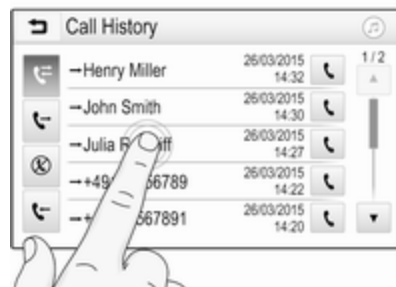 Call History
1/2
→Henry Miller 26/03/2015 14:32
→John Smith 26/03/2015 14:30
→Julia 26/03/2015 14:27
26/03/2015 14:22
26/03/2015 14:20